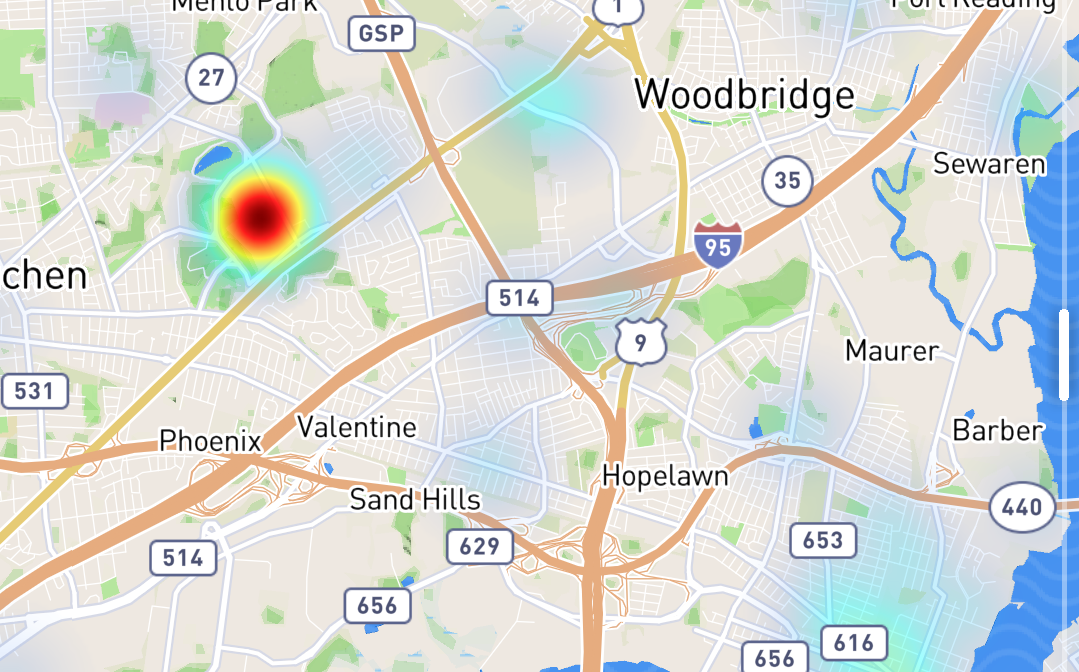 Menlo Park
1
Port Reading
GSP
27
Woodbridge
Sewaren
35
95
chen
514
9
Maurer
531
Phoenix
Valentine
Barber
Hopelawn
Sand Hills
440
629
653
514
656
616
656